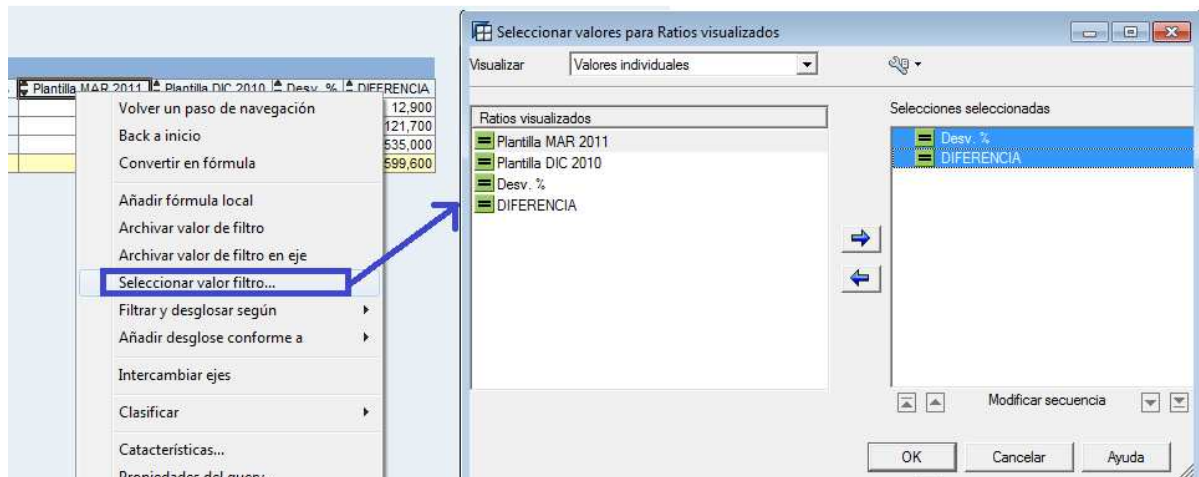 Plantilla MAR 2011 Plantilla DIC 2010 Desv. % DIFERENCIA
12,900
121,700
535,000
599,600
Volver un paso de navegación
Back a inicio
Convertir en fórmula
Añadir fórmula local
Archivar valor de filtro
Archivar valor de filtro en eje
Seleccionar valor filtro...
Filtrar y desglosar según
Añadir desglose conforme a
Intercambiar ejes
Clasificar
Catacterísticas...
Propiedades del query
Seleccionar valores para Ratios visualizados
Visualizar Valores individuales
Ratios visualizados
Plantilla MAR 2011
Plantilla DIC 2010
Desv. %
DIFERENCIA
Selecciones seleccionadas
Desv. %
DIFERENCIA
Modificar secuencia
OK Cancelar Ayuda